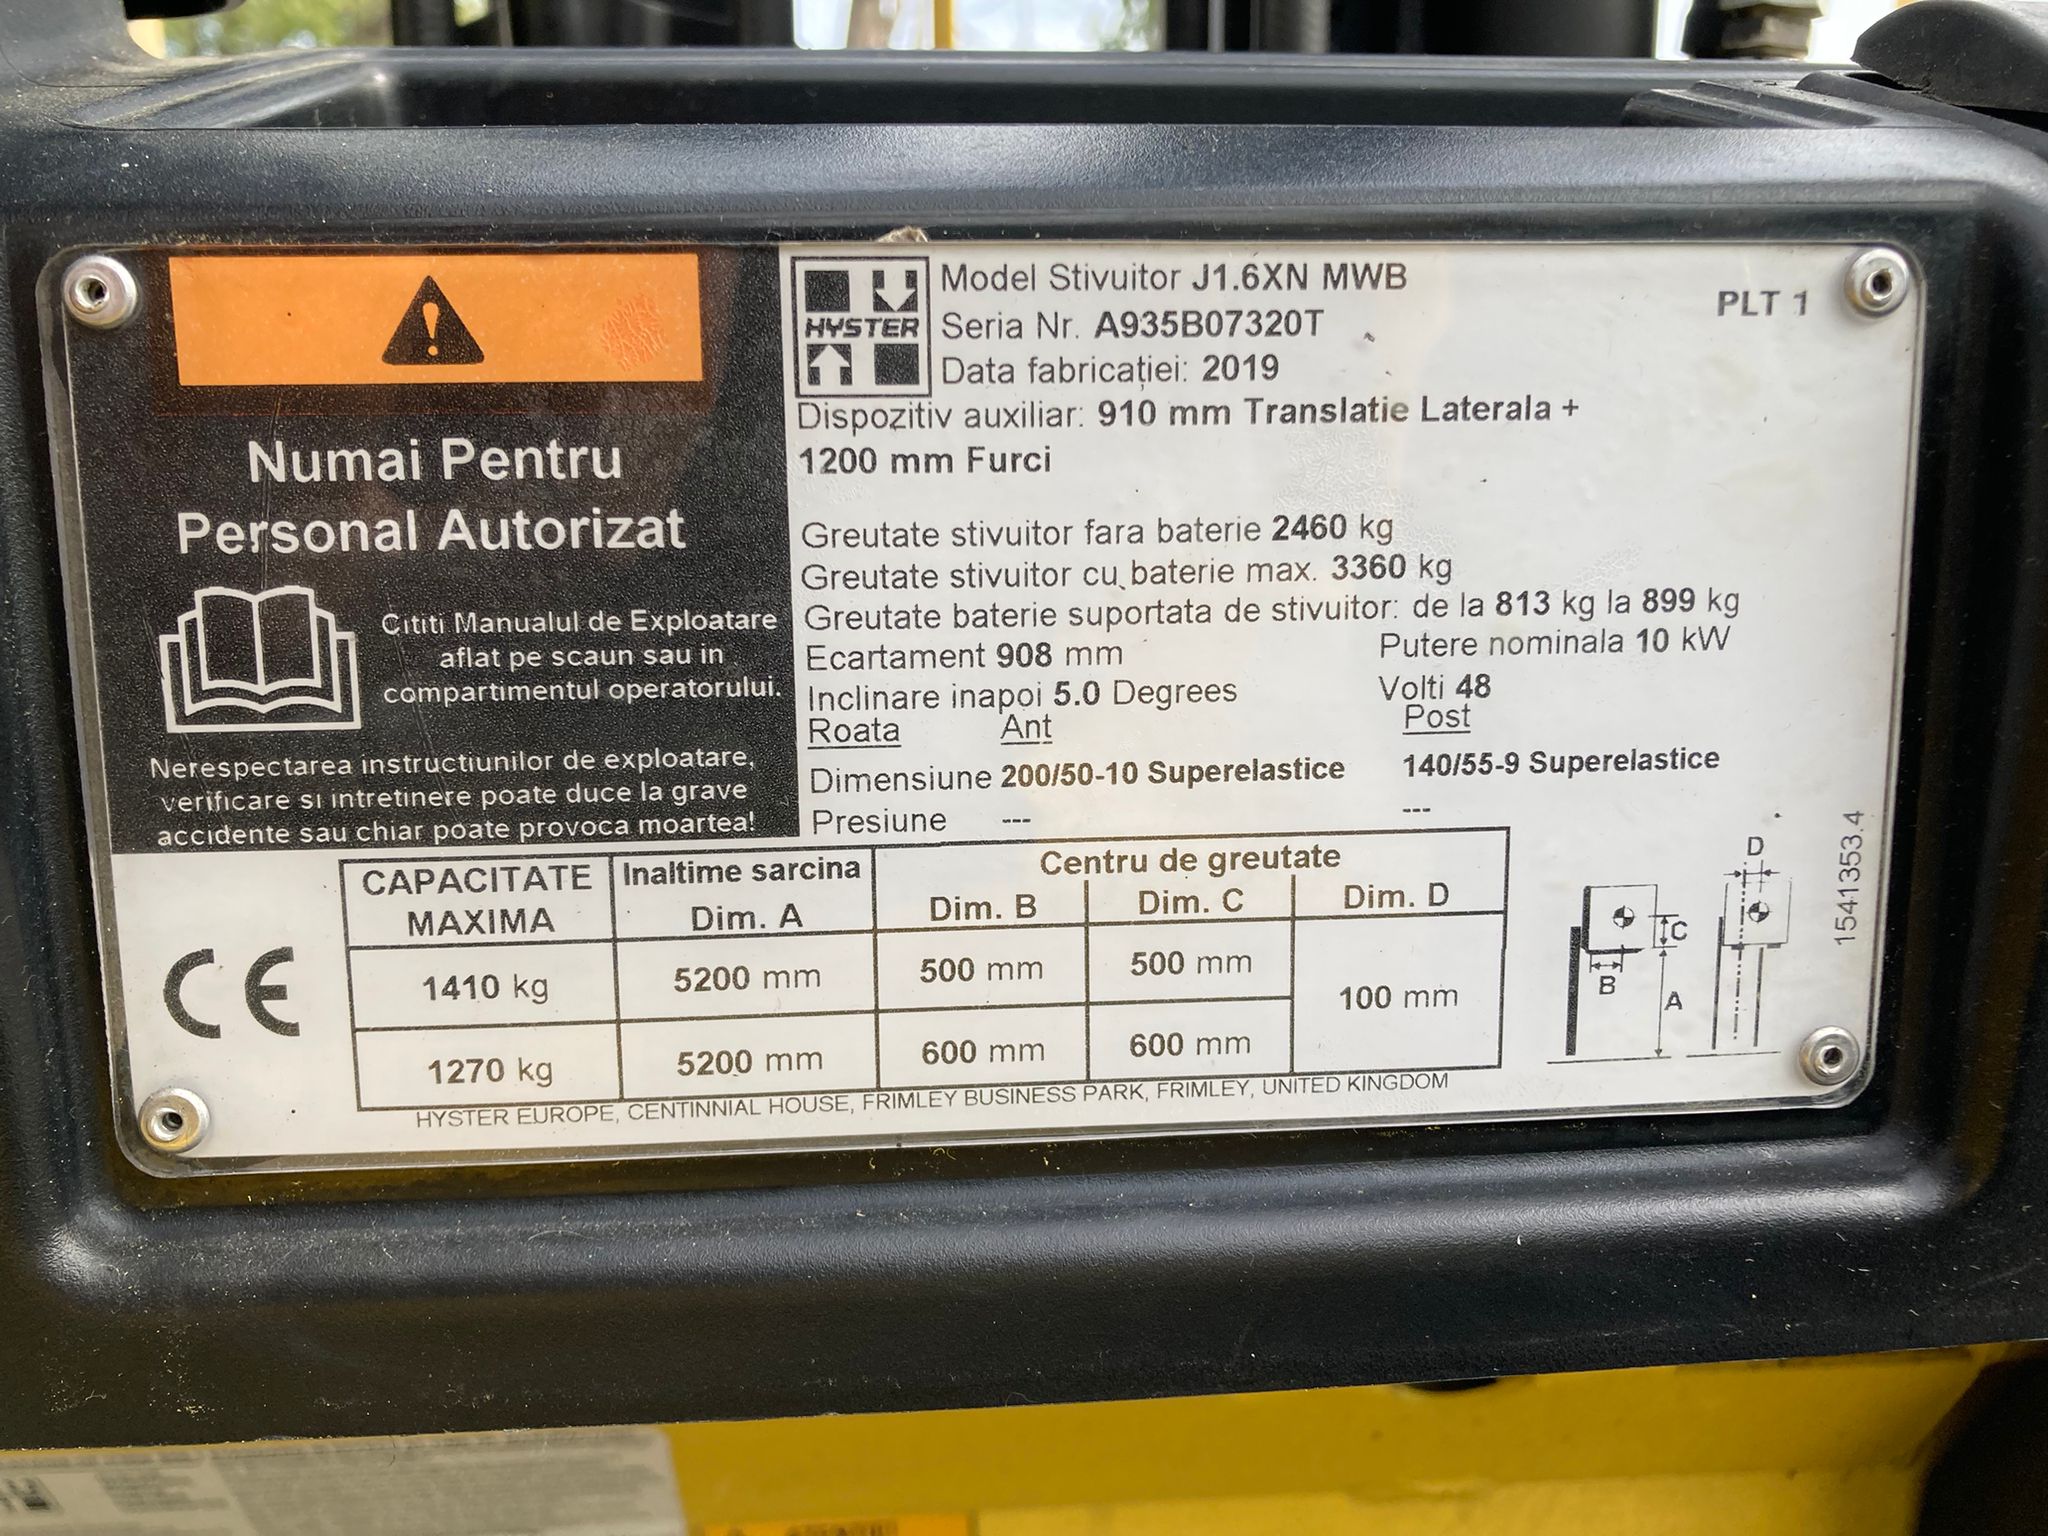 Numai Pentru
Personal Autorizat
Cititi Manualul de Exploatare
aflat pe scaun sau in
compartimentul operatorului.
Nerespectarea instructiunilor de exploatare,
verificare si intretinere poate duce la grave
accidente sau chiar poate provoca moartea!
HYSTER
Model Stivuitor J1.6XN MWB
PLT 1
Seria Nr. A935B07320T
Data fabricației: 2019
Dispozitiv auxiliar: 910 mm Translatie Laterala +
1200 mm Furci
Greutate stivuitor fara baterie 2460 kg
Greutate stivuitor cu baterie max. 3360 kg
Greutate baterie suportata de stivuitor: de la 813 kg la 899 kg
Ecartament 908 mm Putere nominala 10 kW
Inclinare inapoi 5.0 Degrees Volti 48
Roata Ant Post
Dimensiune 200/50-10 Superelastice 140/55-9 Superelastice
Presiune --- ---
CE
CAPACITATE MAXIMA Inaltime sarcina Dim. A Centru de greutate
Dim. B Dim. C Dim. D
1410 kg 5200 mm 500 mm 500 mm 100 mm
1270 kg 5200 mm 600 mm 600 mm
HYSTER EUROPE, CENTINNIAL HOUSE, FRIMLEY BUSINESS PARK, FRIMLEY, UNITED KINGDOM
D
C
B
A
1541353.4